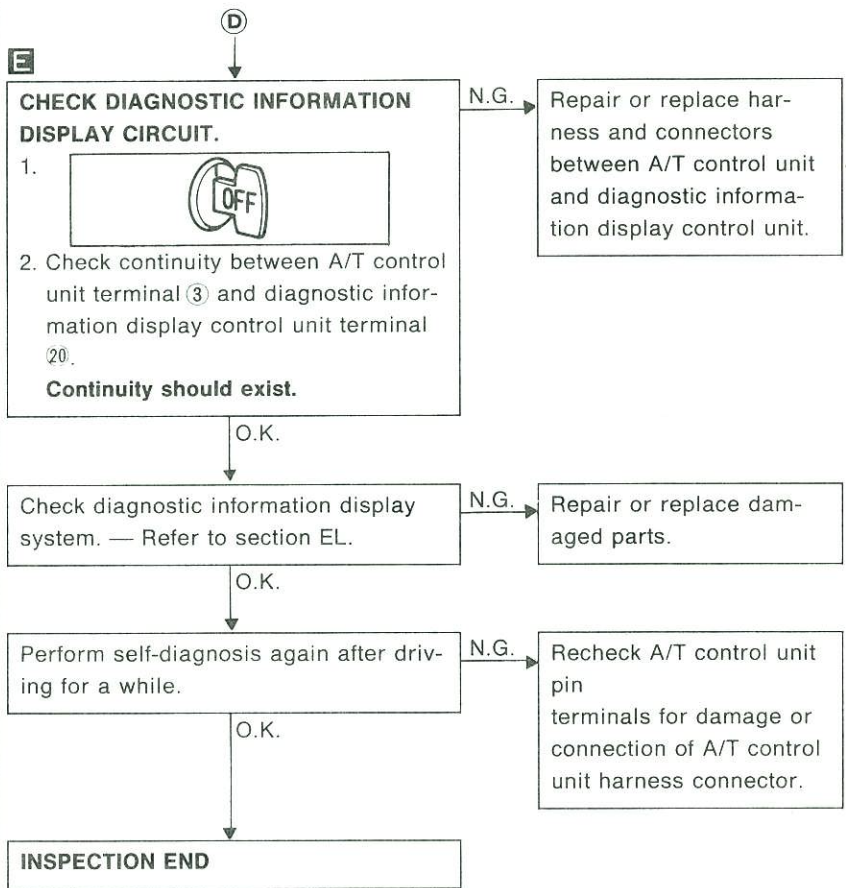 D
E
CHECK DIAGNOSTIC INFORMATION
DISPLAY CIRCUIT.
1.
OFF
2. Check continuity between A/T control
unit terminal ③ and diagnostic infor-
mation display control unit terminal
⑳.
Continuity should exist.
N.G.
Repair or replace har-
ness and connectors
between A/T control unit
and diagnostic informa-
tion display control unit.
O.K.
Check diagnostic information display
system. — Refer to section EL.
N.G.
Repair or replace dam-
aged parts.
O.K.
Perform self-diagnosis again after driv-
ing for a while.
N.G.
Recheck A/T control unit
pin
terminals for damage or
connection of A/T control
unit harness connector.
O.K.
INSPECTION END